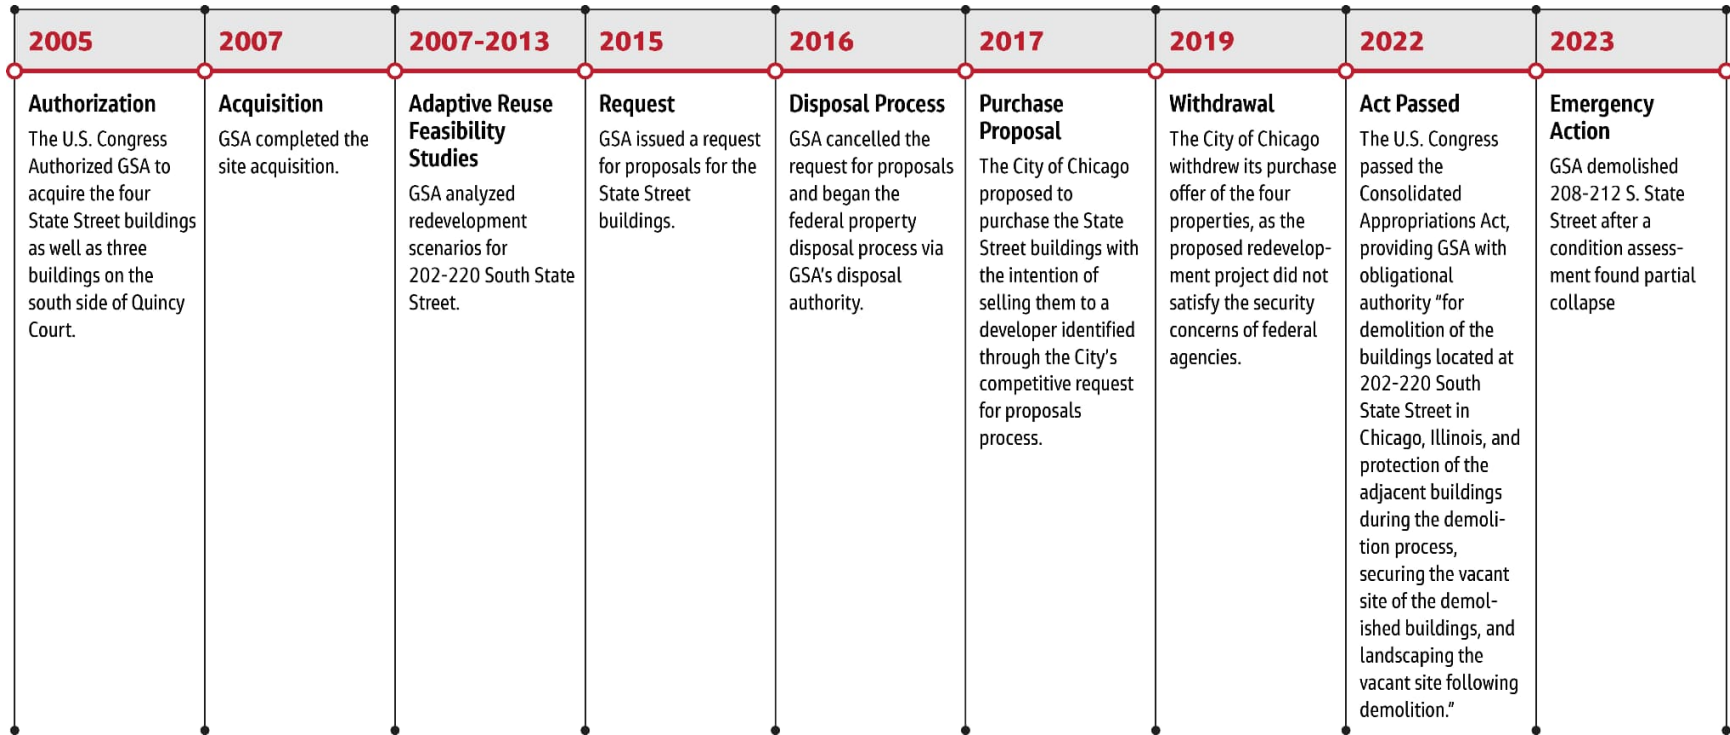 2005
Authorization
The U.S. Congress
Authorized GSA to
acquire the four
State Street buildings
as well as three
buildings on the
south side of Quincy
Court.
2007
Acquisition
GSA completed the
site acquisition.
2007-2013
Adaptive Reuse
Feasibility
Studies
GSA analyzed
redevelopment
scenarios for
202-220 South State
Street.
2015
Request
GSA issued a request
for proposals for the
State Street
buildings.
2016
Disposal Process
GSA cancelled the
request for proposals
and began the
federal property
disposal process via
GSA’s disposal
authority.
2017
Purchase
Proposal
The City of Chicago
proposed to
purchase the State
Street buildings with
the intention of
selling them to a
developer identified
through the City’s
competitive request
for proposals
process.
2019
Withdrawal
The City of Chicago
withdrew its purchase
offer of the four
properties, as the
proposed redevelop-
ment project did not
satisfy the security
concerns of federal
agencies.
2022
Act Passed
The U.S. Congress
passed the
Consolidated
Appropriations Act,
providing GSA with
obligational
authority “for
demolition of the
buildings located at
202-220 South
State Street in
Chicago, Illinois, and
protection of the
adjacent buildings
during the demoli-
tion process,
securing the vacant
site of the demol-
ished buildings, and
landscaping the
vacant site following
demolition.”
2023
Emergency
Action
GSA demolished
208-212 S. State
Street after a
condition assess-
ment found partial
collapse